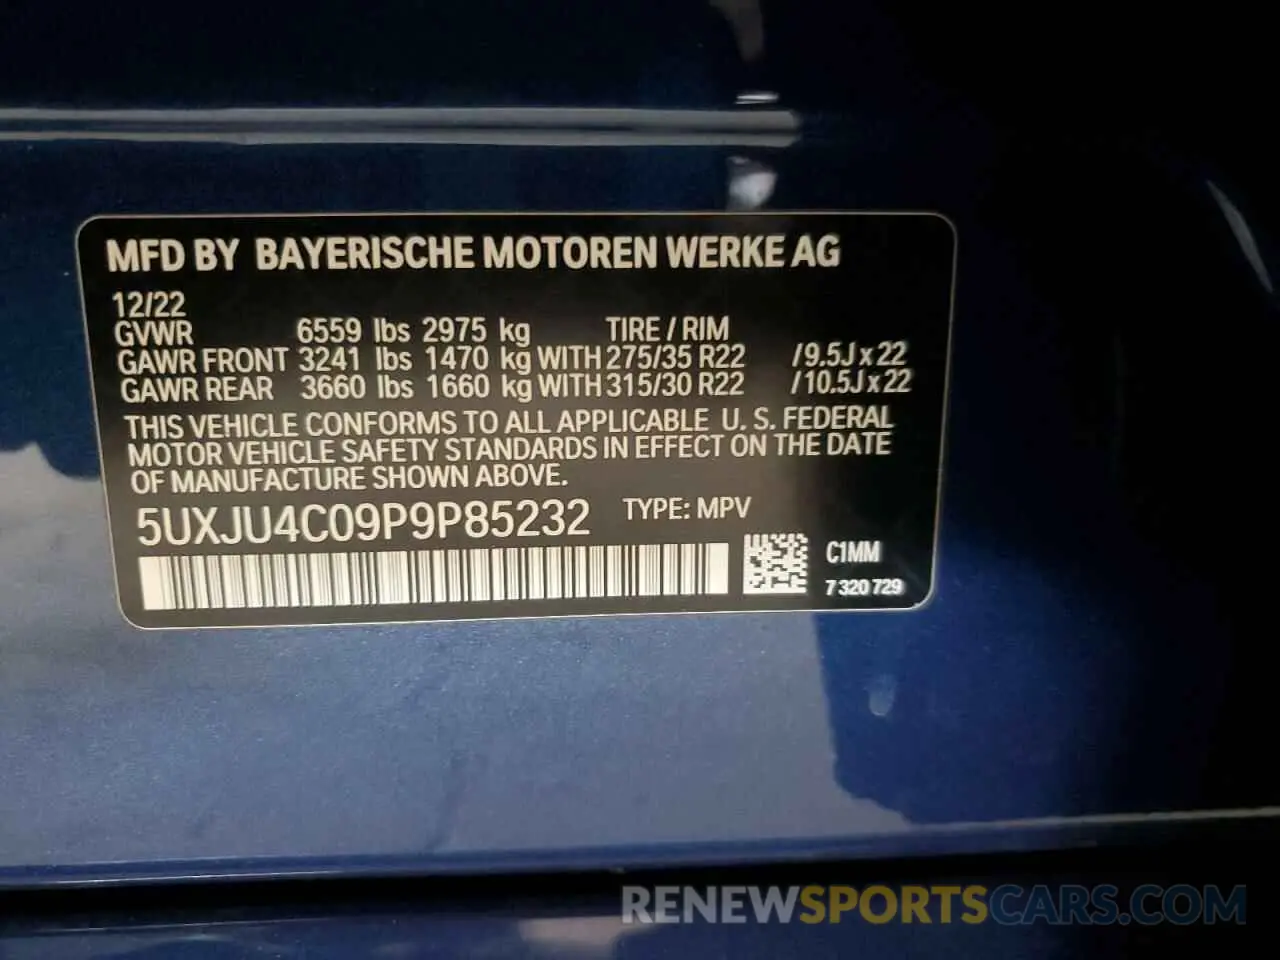 MFD BY BAYERISCHE MOTOREN WERKE AG
12/22
GVWR 6559 lbs 2975 kg TIRE / RIM
GAWR FRONT 3241 lbs 1470 kg WITH 275/35 R22 /9.5J x 22
GAWR REAR 3660 lbs 1660 kg WITH 315/30 R22 /10.5J x 22
THIS VEHICLE CONFORMS TO ALL APPLICABLE U. S. FEDERAL
MOTOR VEHICLE SAFETY STANDARDS IN EFFECT ON THE DATE
OF MANUFACTURE SHOWN ABOVE.
5UXJU4C09P9P85232 TYPE: MPV
C1MM
7 320 729
RENEWSPORTSCARS.COM